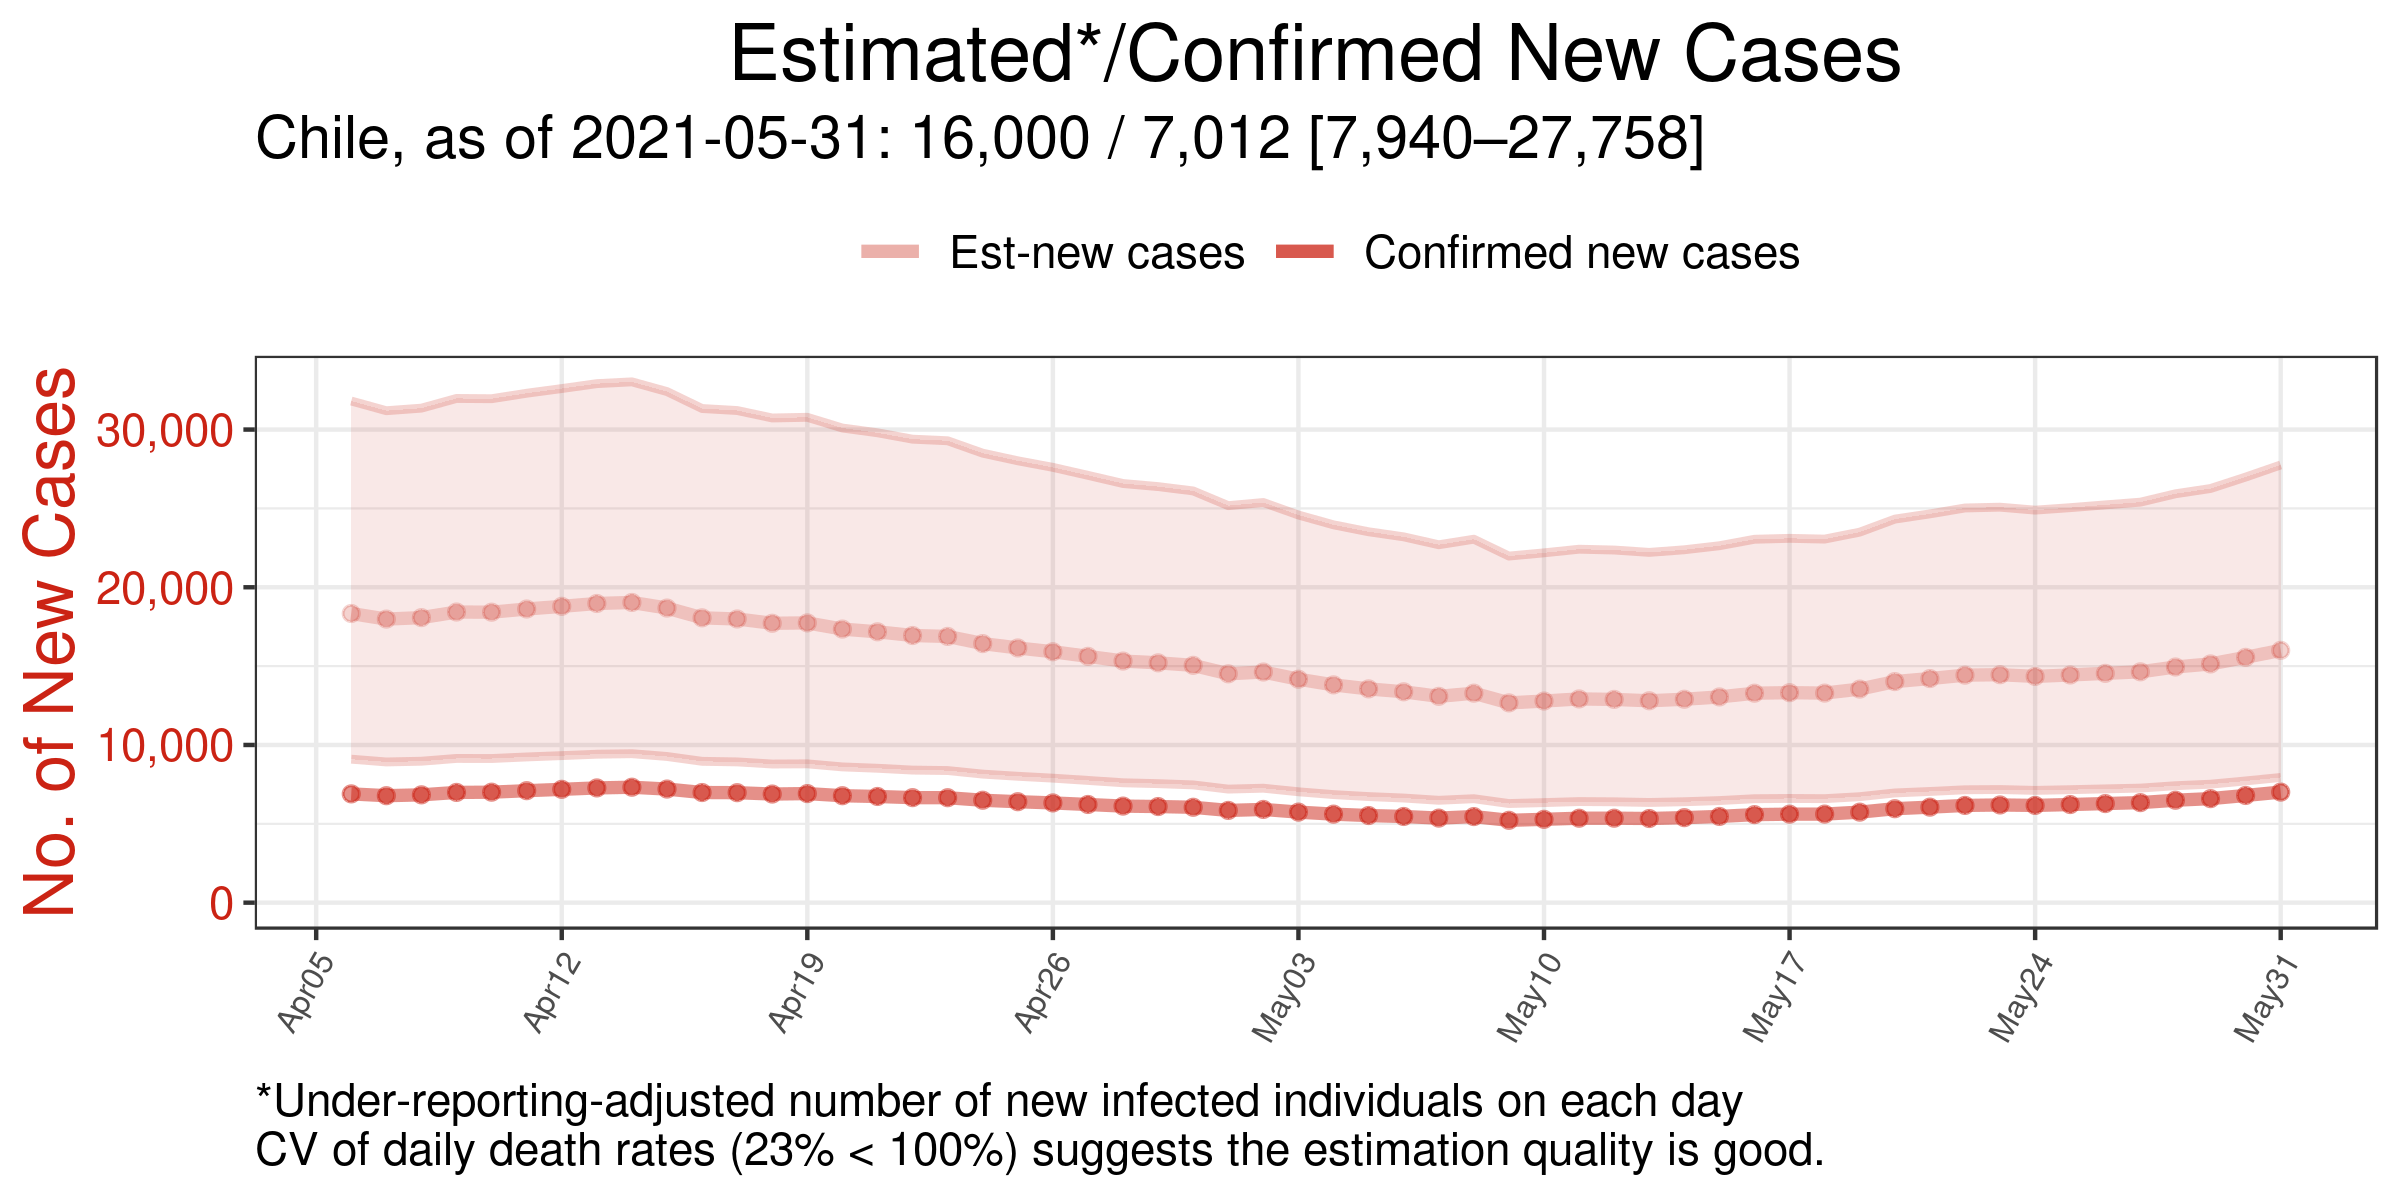 Estimated*/Confirmed New Cases
Chile, as of 2021-05-31: 16,000 / 7,012 [7,940–27,758]
Est-new cases
Confirmed new cases
No. of New Cases
30,000
20,000
10,000
0
Apr05
Apr12
Apr19
Apr26
May03
May10
May17
May24
May31
*Under-reporting-adjusted number of new infected individuals on each day
CV of daily death rates (23% < 100%) suggests the estimation quality is good.